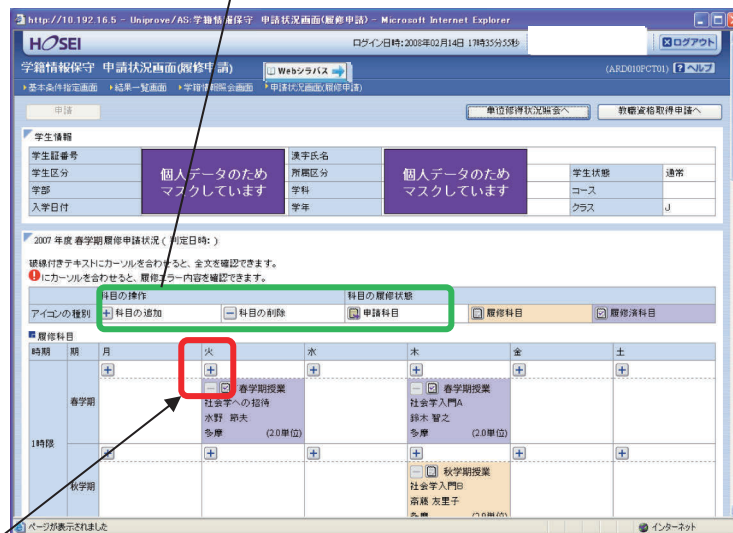 http://10.192.16.5 - Uniprove/AS:学籍情報保守 申請状況画面(履修申請) - Microsoft Internet Explorer
HOSEI
ログイン日時:2008年02月14日 17時35分55秒
ログアウト
学籍情報保守 申請状況画面(履修申請)
Webシラバス
(ARD010PCT01)
?ヘルプ
基本条件指定画面 結果一覧画面 学籍情報照会画面 申請状況画面(履修申請)
申請
単位修得状況照会へ
教職資格取得申請へ
学生情報
学生証番号 漢字氏名
学生区分 所属区分 学生状態 通常
学部 学科 コース
入学日付 学年 クラス J
個人データのため
マスクしています
個人データのため
マスクしています
2007 年度 春学期履修申請状況 ( 判定日時: )
破線付きテキストにカーソルを合わせると、全文を確認できます。
にカーソルを合わせると、履修エラー内容を確認できます。
科目の操作 科目の履修状態
アイコンの種別 科目の追加 科目の削除 申請科目 履修科目 履修済科目
履修科目
時期 期 月 火 水 木 金 土
1時限
春学期
春学期授業
社会学への招待
水野 節夫
多摩 (2.0単位)
春学期授業
社会学入門A
鈴木 智之
多摩 (2.0単位)
秋学期
秋学期授業
社会学入門B
斎藤 友里子
多摩 (2.0単位)
ページが表示されました
インターネット